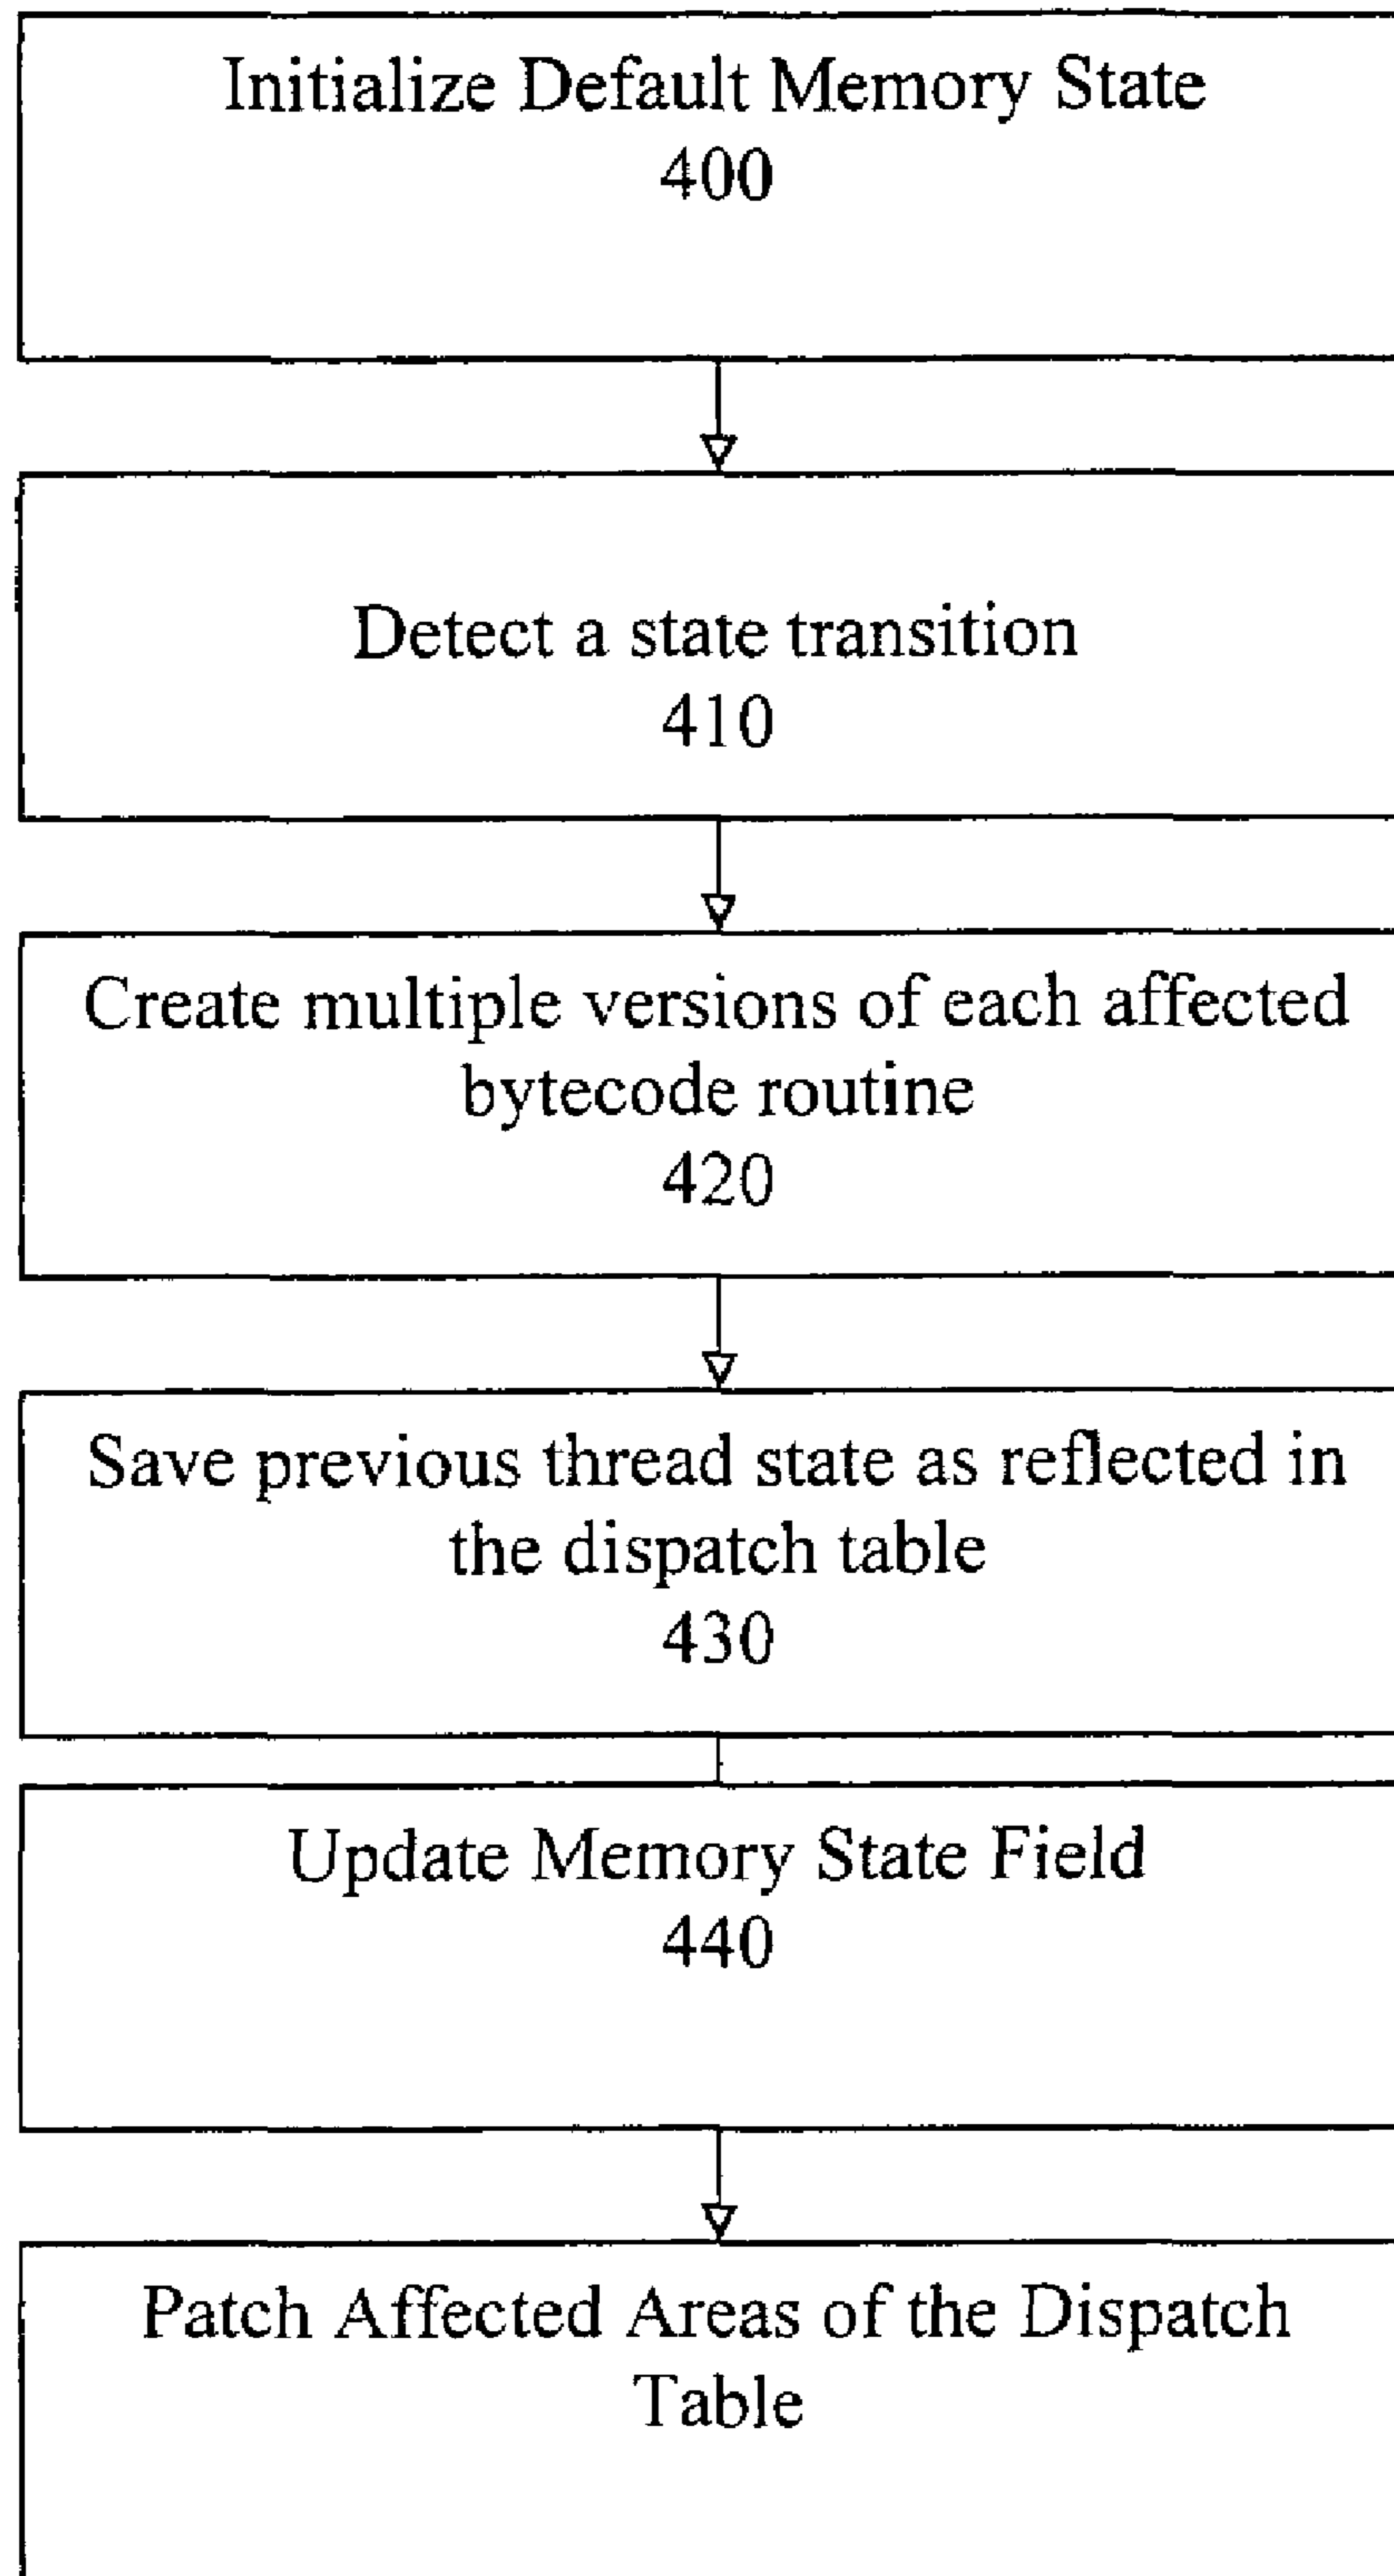 Initialize Default Memory State
400
Detect a state transition
410
Create multiple versions of each affected
bytecode routine
420
Save previous thread state as reflected in
the dispatch table
430
Update Memory State Field
440
Patch Affected Areas of the Dispatch
Table